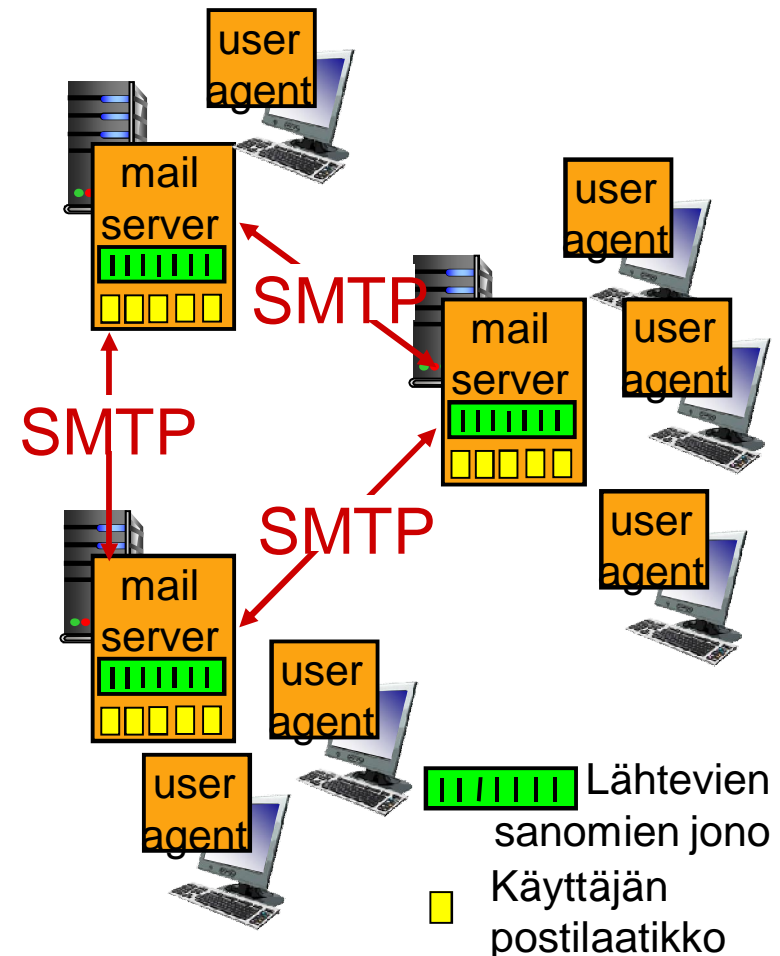 user
agent
mail
server
user
agent
SMTP
mail
server
user
agent
SMTP
SMTP
user
agent
mail
server
user
agent
user
agent
Lähtevien
sanomien jono
Käyttäjän
postilaatikko